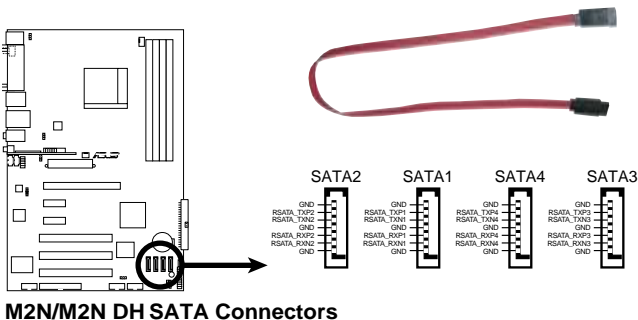 SATA2
GND
RSATA_TXP2
RSATA_TXN2
GND
RSATA_RXP2
RSATA_RXN2
GND
SATA1
GND
RSATA_TXP1
RSATA_TXN1
GND
RSATA_RXP1
RSATA_RXN1
GND
SATA4
GND
RSATA_TXP4
RSATA_TXN4
GND
RSATA_RXP4
RSATA_RXN4
GND
SATA3
GND
RSATA_TXP3
RSATA_TXN3
GND
RSATA_RXP3
RSATA_RXN3
GND
M2N/M2N DH SATA Connectors